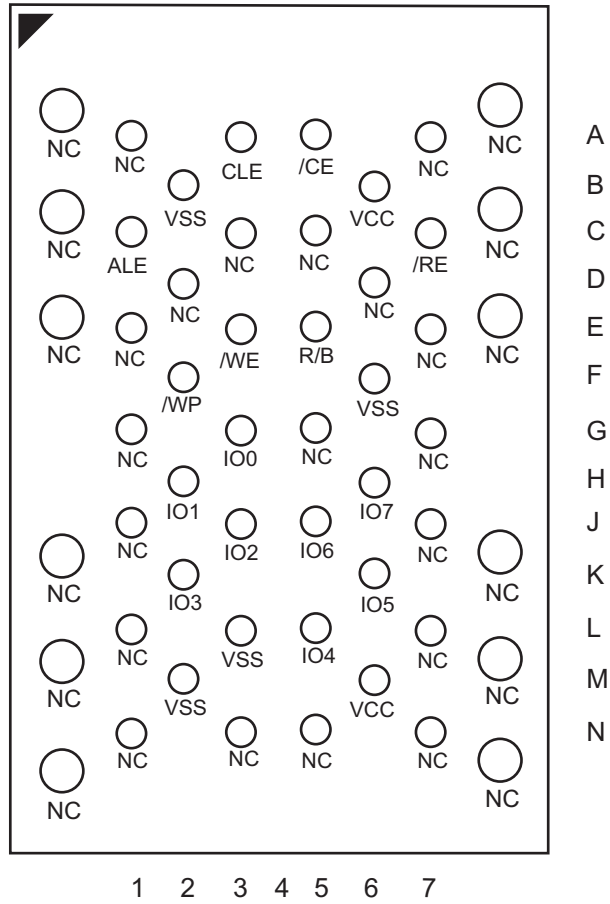 NC NC CLE /CE NC NC A
VSS VCC B
NC ALE NC NC /RE NC C
NC NC D
NC NC /WE R/B NC NC E
/WP VSS F
NC IO0 NC NC G
IO1 IO7 H
NC IO2 IO6 NC J
NC IO3 IO5 NC K
NC VSS IO4 NC L
NC VSS VCC NC M
NC NC NC NC N
NC NC
1 2 3 4 5 6 7